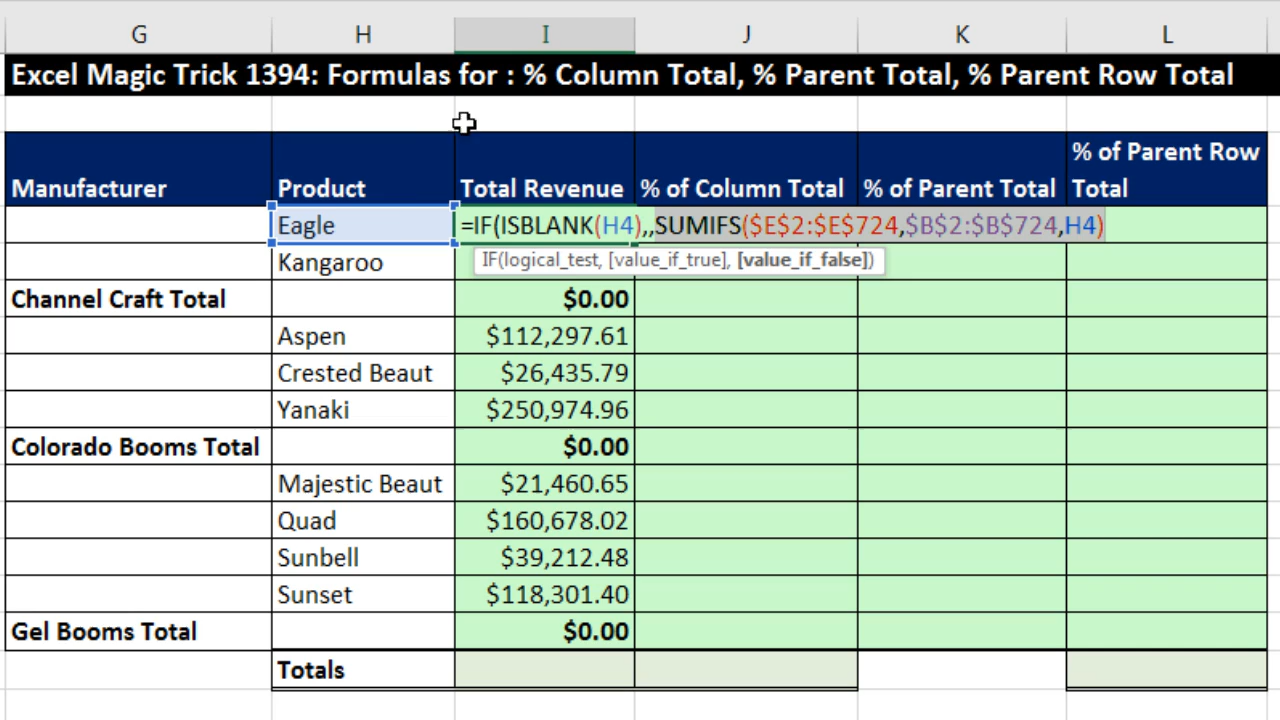 G H I J K L
Excel Magic Trick 1394: Formulas for : % Column Total, % Parent Total, % Parent Row Total
Manufacturer Product Total Revenue % of Column Total % of Parent Total % of Parent Row Total
Eagle =IF(ISBLANK(H4),,SUMIFS($E$2:$E$724,$B$2:$B$724,H4)
Kangaroo IF(logical_test, [value_if_true], [value_if_false])
Channel Craft Total $0.00
Aspen $112,297.61
Crested Beaut $26,435.79
Yanaki $250,974.96
Colorado Booms Total $0.00
Majestic Beaut $21,460.65
Quad $160,678.02
Sunbell $39,212.48
Sunset $118,301.40
Gel Booms Total $0.00
Totals